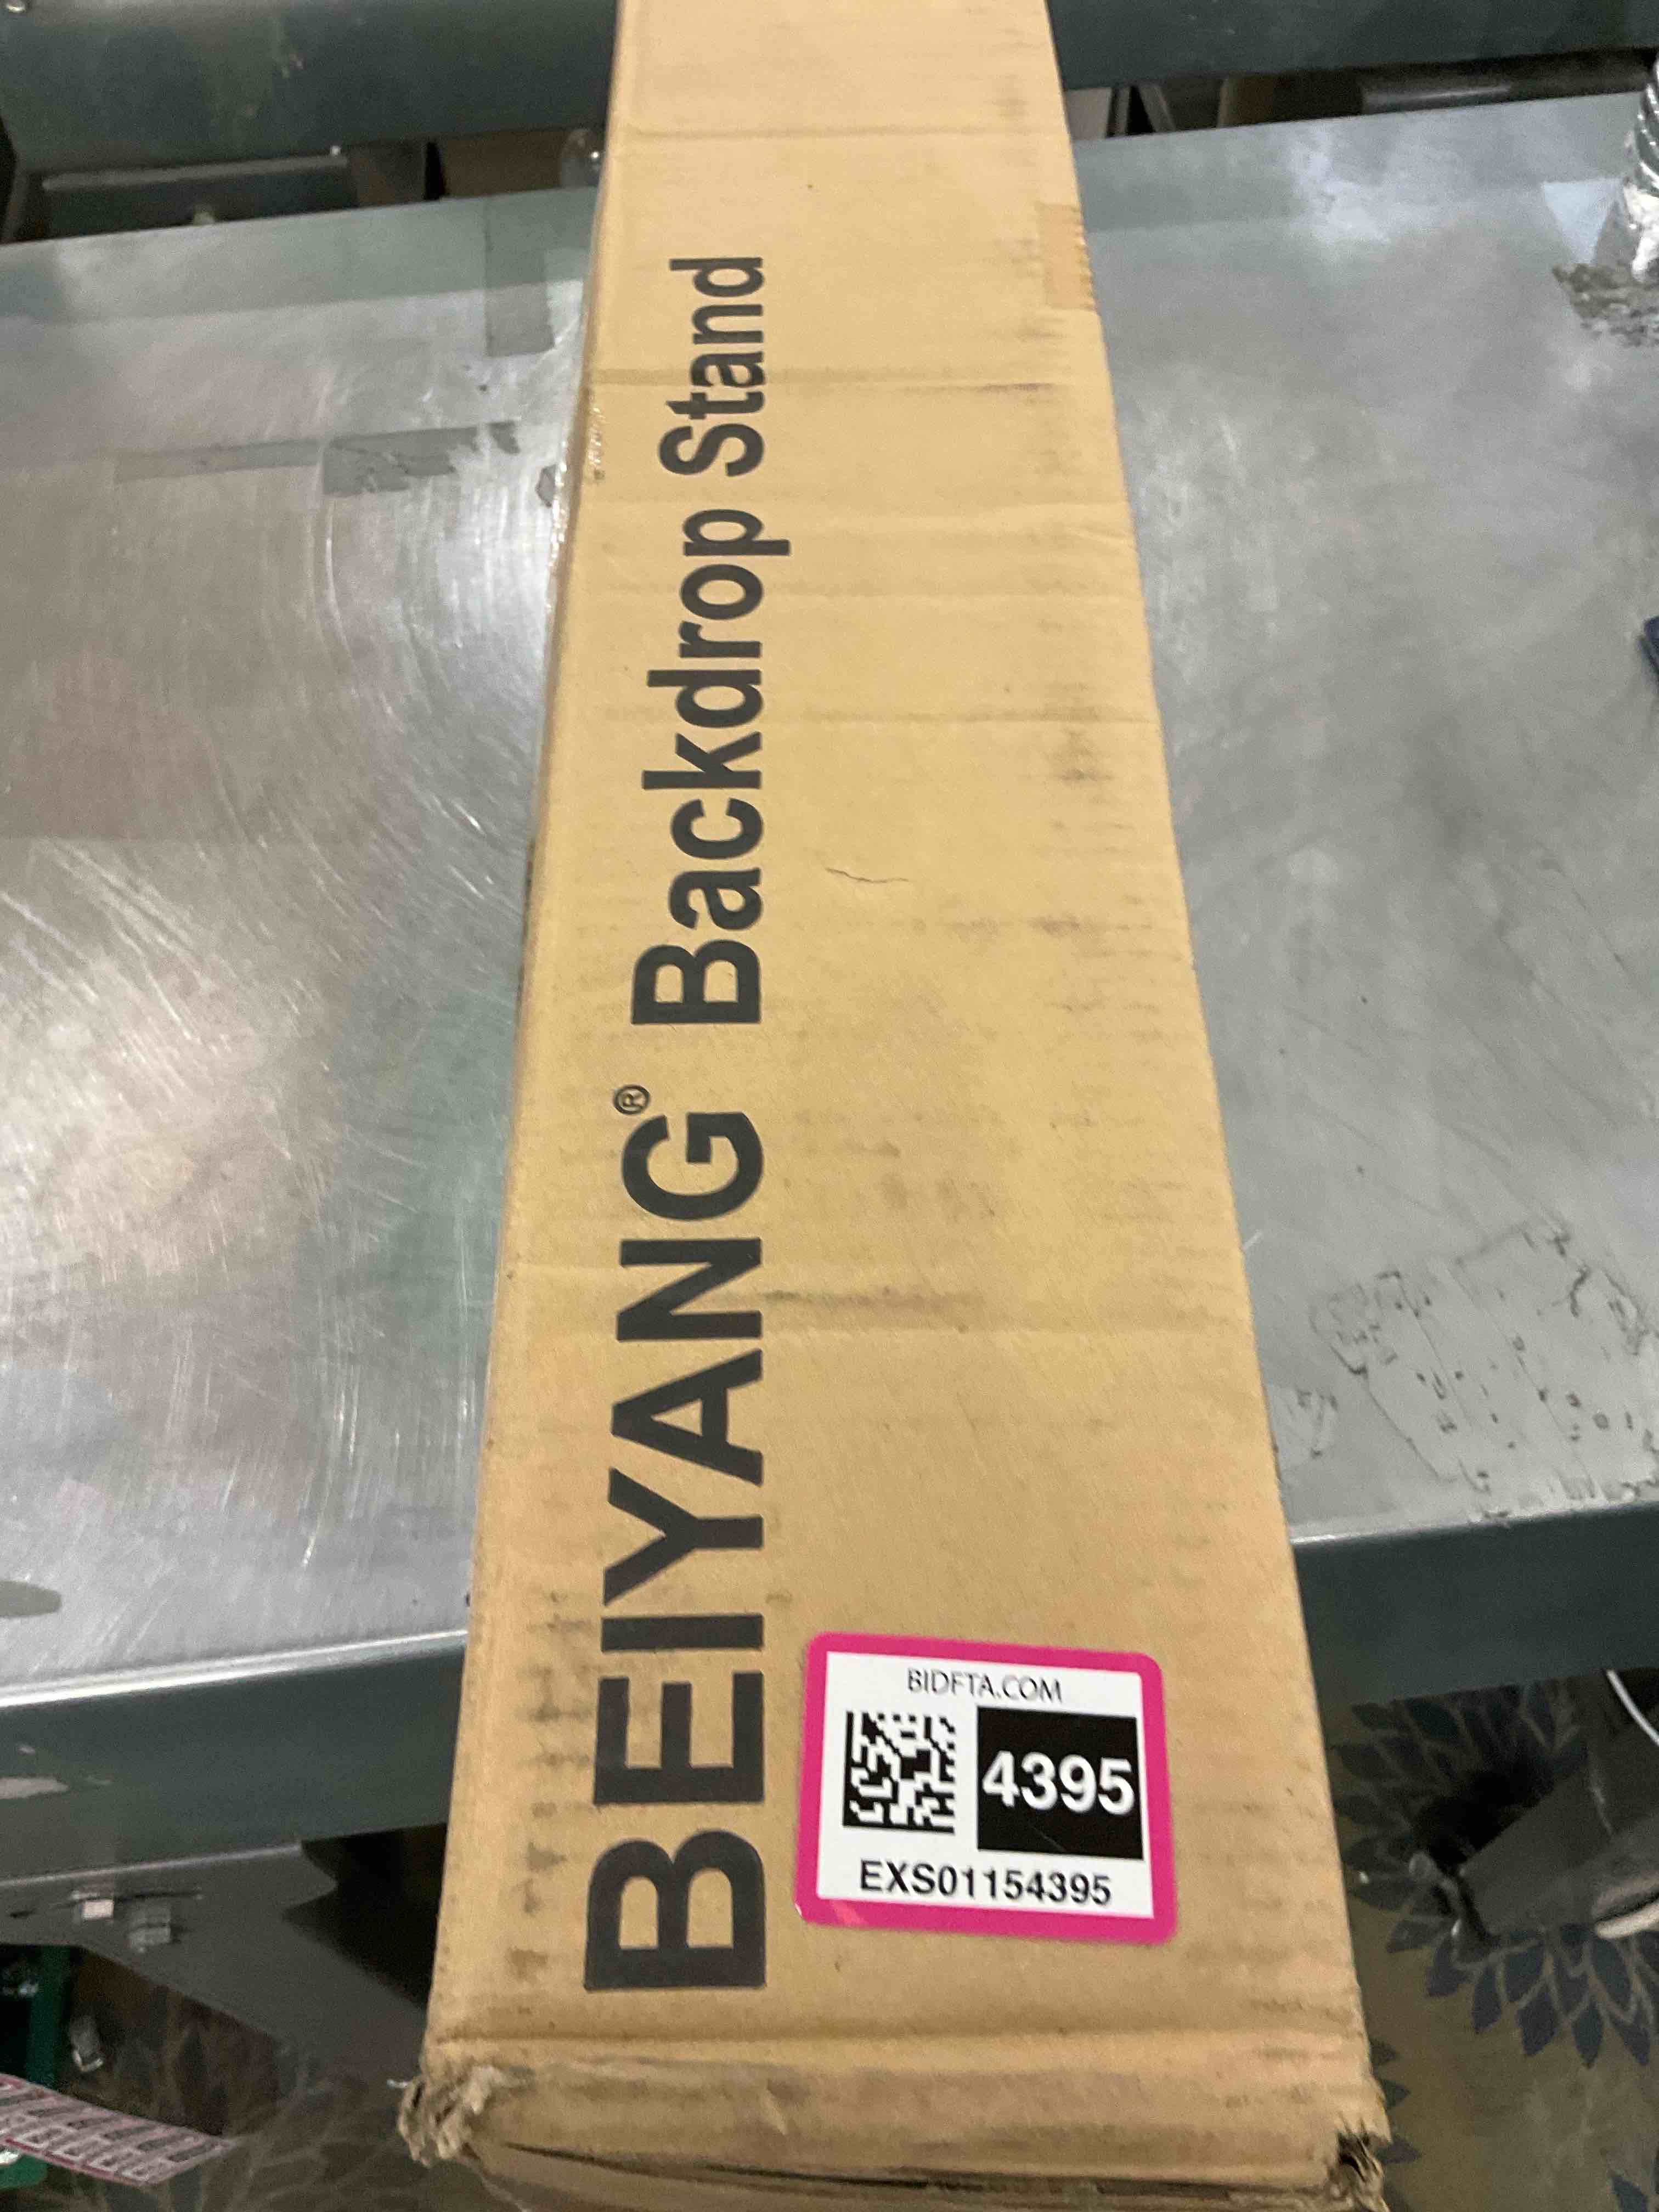 BEIYANG® Backdrop Stand
BIDFTA.COM
4395
EXS01154395